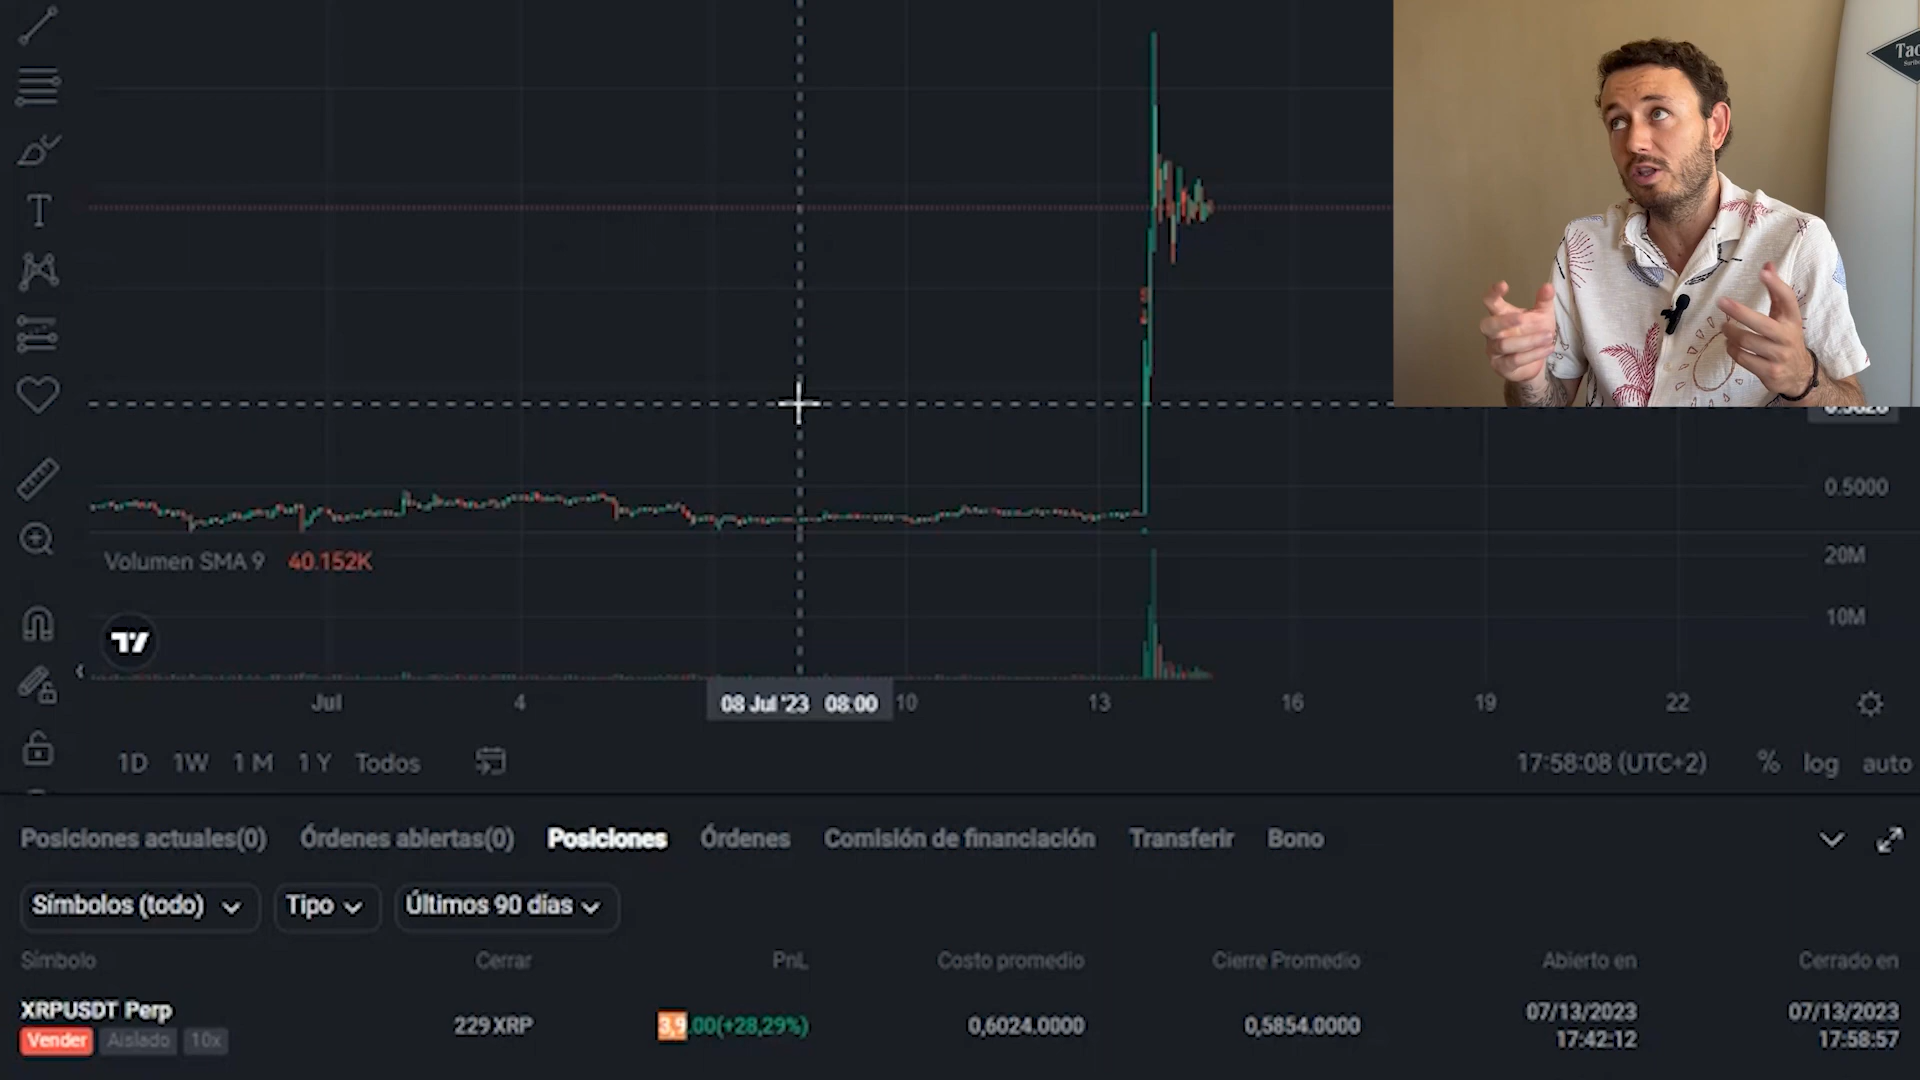 T
0.5000
Volumen SMA 9 40.152K
20M
10M
Jul 4 08 Jul '23 08:00 10 13 16 19 22
1D 1W 1 M 1 Y Todos 17:58:08 (UTC+2) % log auto
Posiciones actuales(0) Órdenes abiertas(0) Posiciones Órdenes Comisión de financiación Transferir Bono
Símbolos (todo) Tipo Últimos 90 días
Símbolo Cerrar PnL Costo promedio Cierre Promedio Abierto en Cerrado en
XRPUSDT Perp 07/13/2023 07/13/2023
229 XRP 3,9.00(+28,29%) 0,6024.0000 0,5854.0000
Vender Aislado 10x 17:42:12 17:58:57